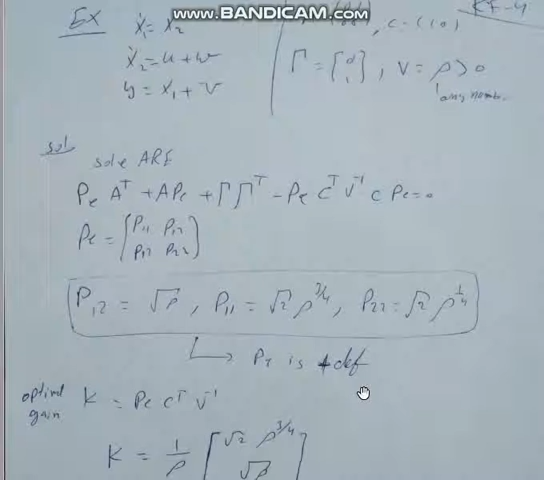 www.BANDICAM.com
KF-4
Ex
ẋ₁ = x₂
ẋ₂ = u + w
y = x₁ + v
Γ = [0 1], V = ρ > 0
any
sol
solve ARE
Pe Aᵀ + A Pe + Γ Γᵀ - Pe Cᵀ V⁻¹ C Pe = 0
Pe = [P₁₁ P₁₂
P₁₂ P₂₂]
P₁₂ = √ρ , P₁₁ = √2 ρ^3/4 , P₂₂ = √2 ρ^1/4
is +def
optimal gain K = Pe Cᵀ V⁻¹
K = 1/ρ [√2 ρ^3/4
√ρ]